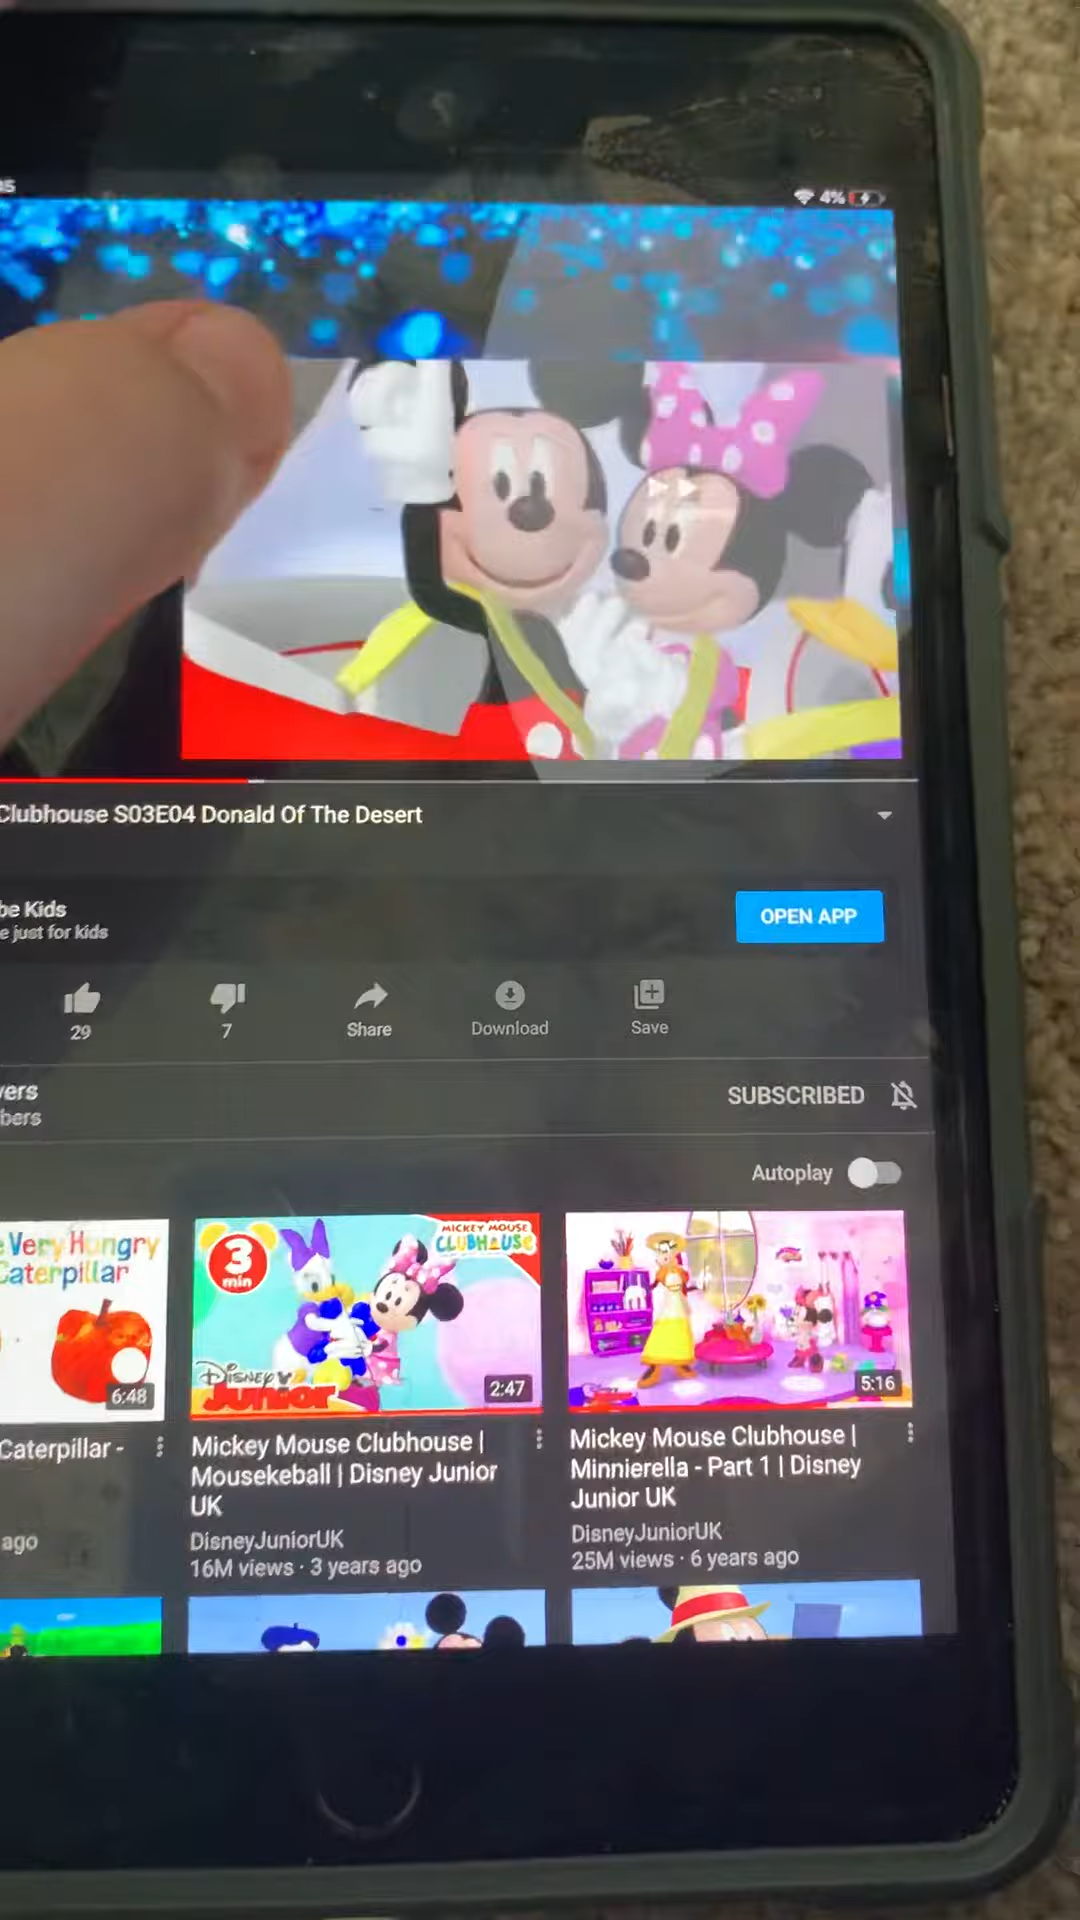 as
4%
Clubhouse S03E04 Donald Of The Desert
be Kids
e just for kids
OPEN APP
29
7
Share
Download
Save
vers
bers
SUBSCRIBED
Autoplay
e Very Hungry
Caterpillar
6:48
3
min
MICKEY MOUSE
CLUBHOUSE
Disney
Junior
2:47
5:16
Caterpillar -
ago
Mickey Mouse Clubhouse |
Mousekeball | Disney Junior
UK
DisneyJuniorUK
16M views · 3 years ago
Mickey Mouse Clubhouse |
Minnierella - Part 1 | Disney
Junior UK
DisneyJuniorUK
25M views · 6 years ago